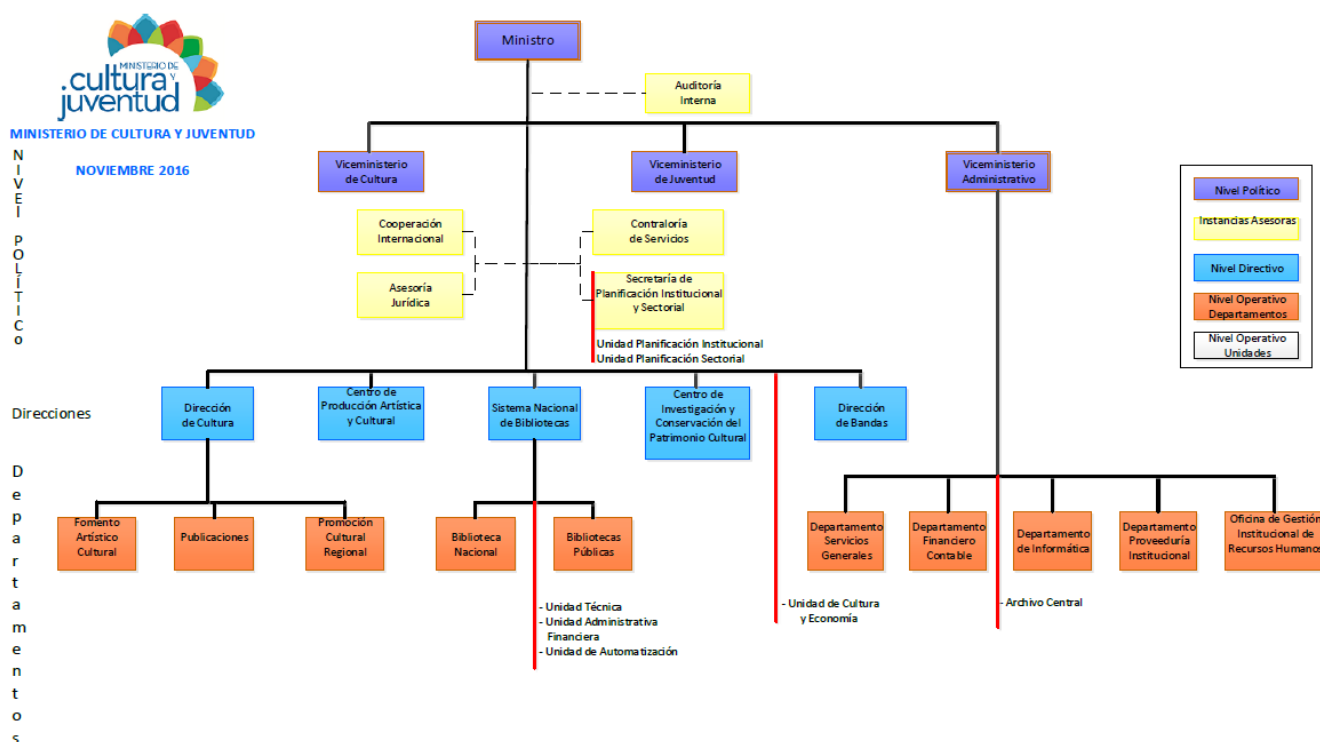 MINISTERIO DE
cultura
Y
juventud
MINISTERIO DE CULTURA Y JUVENTUD
NOVIEMBRE 2016
NIVEl POLÍTICo
Ministro
Auditoría
Interna
Viceministerio
de Cultura
Viceministerio
de Juventud
Viceministerio
Administrativo
Cooperación
Internacional
Contraloría
de Servicios
Asesoría
Jurídica
Secretaría de
Planificación Institucional
y Sectorial
Unidad Planificación Institucional
Unidad Planificación Sectorial
Nivel Político
Instancias Asesoras
Nivel Directivo
Nivel Operativo
Departamentos
Nivel Operativo
Unidades
Direcciones
Dirección
de Cultura
Centro de
Producción Artística
y Cultural
Sistema Nacional
de Bibliotecas
Centro de
Investigación y
Conservación del
Patrimonio Cultural
Dirección
de Bandas
Departamentos
Fomento
Artístico
Cultural
Publicaciones
Promoción
Cultural
Regional
Biblioteca
Nacional
Bibliotecas
Públicas
Departamento
Servicios
Generales
Departamento
Financiero
Contable
Departamento
de Informática
Departamento
Proveeduría
Institucional
Oficina de Gestión
Institucional de
Recursos Humanos
- Unidad Técnica
- Unidad Administrativa
Financiera
- Unidad de Automatización
- Unidad de Cultura
y Economía
- Archivo Central